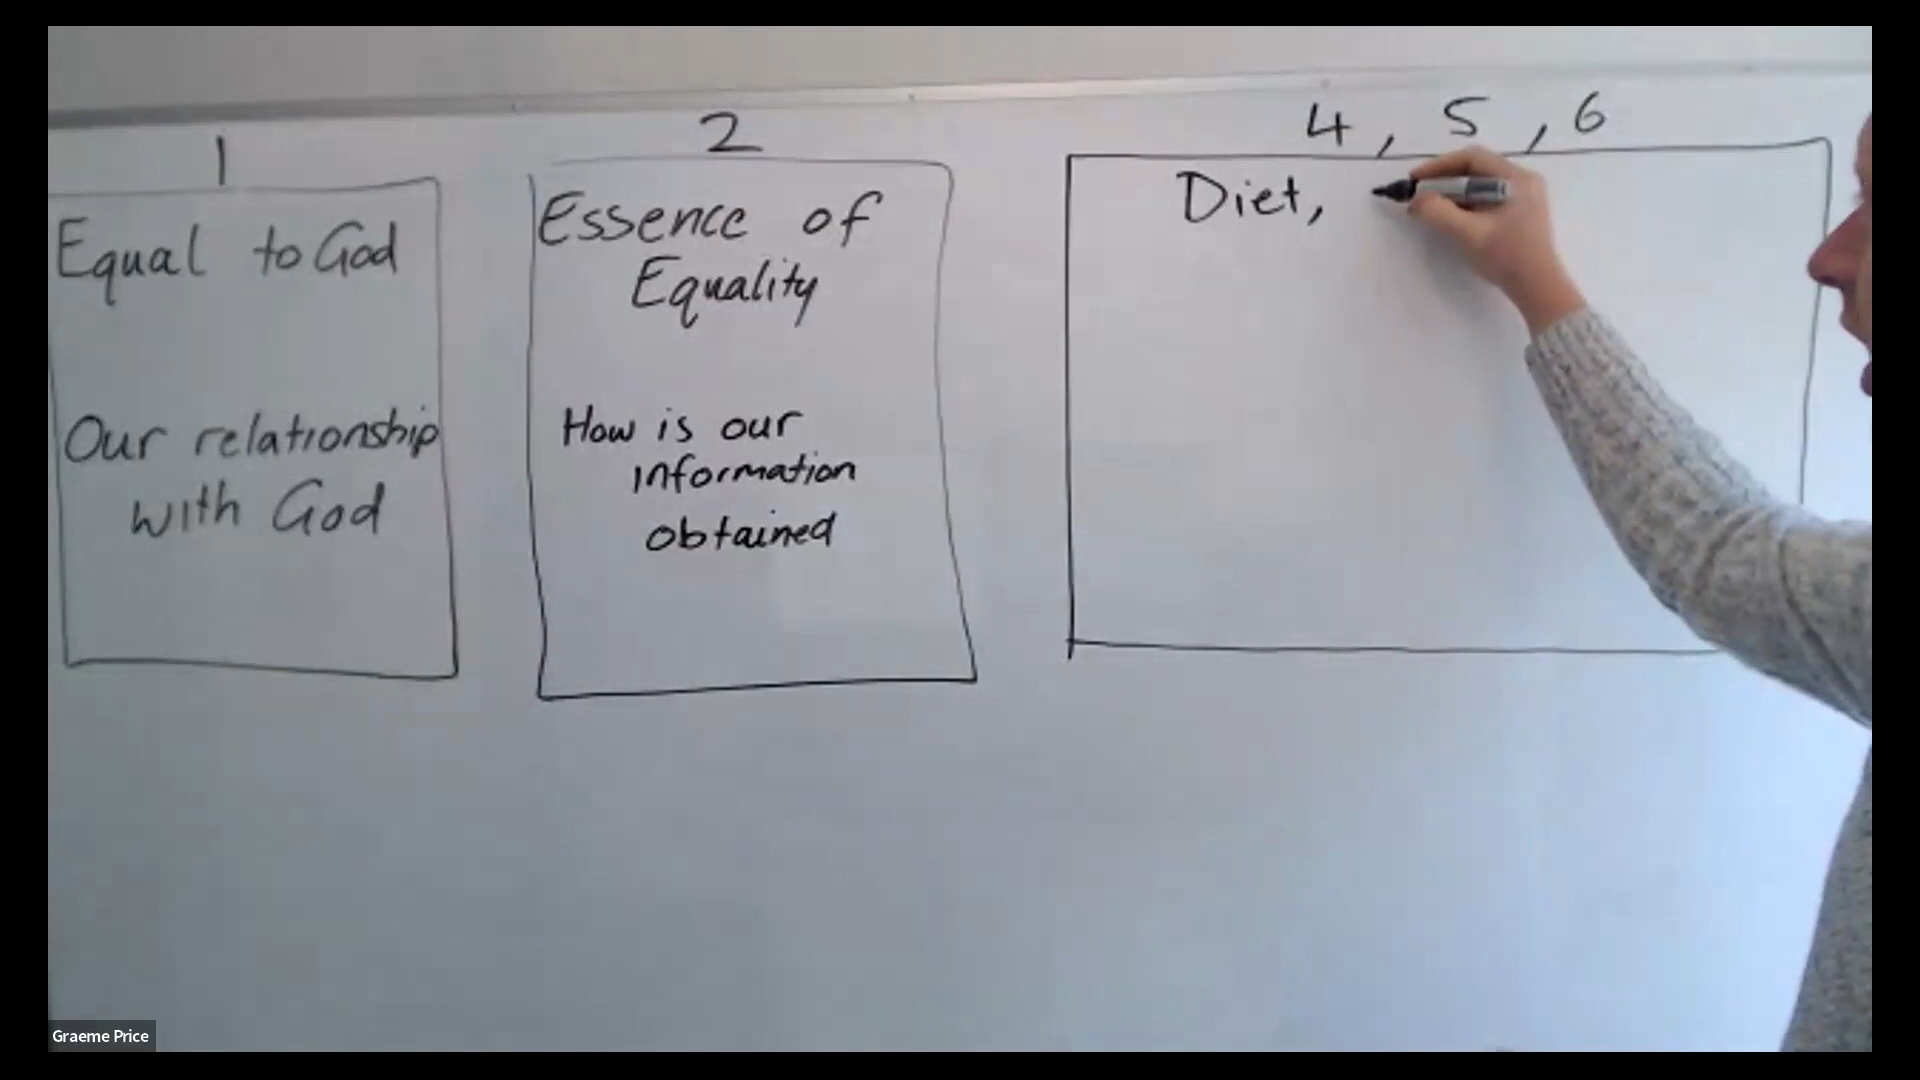 1
Equal to God
Our relationship
with God
2
Essence of
Equality
How is our
information
obtained
4, 5, 6
Diet,
Graeme Price